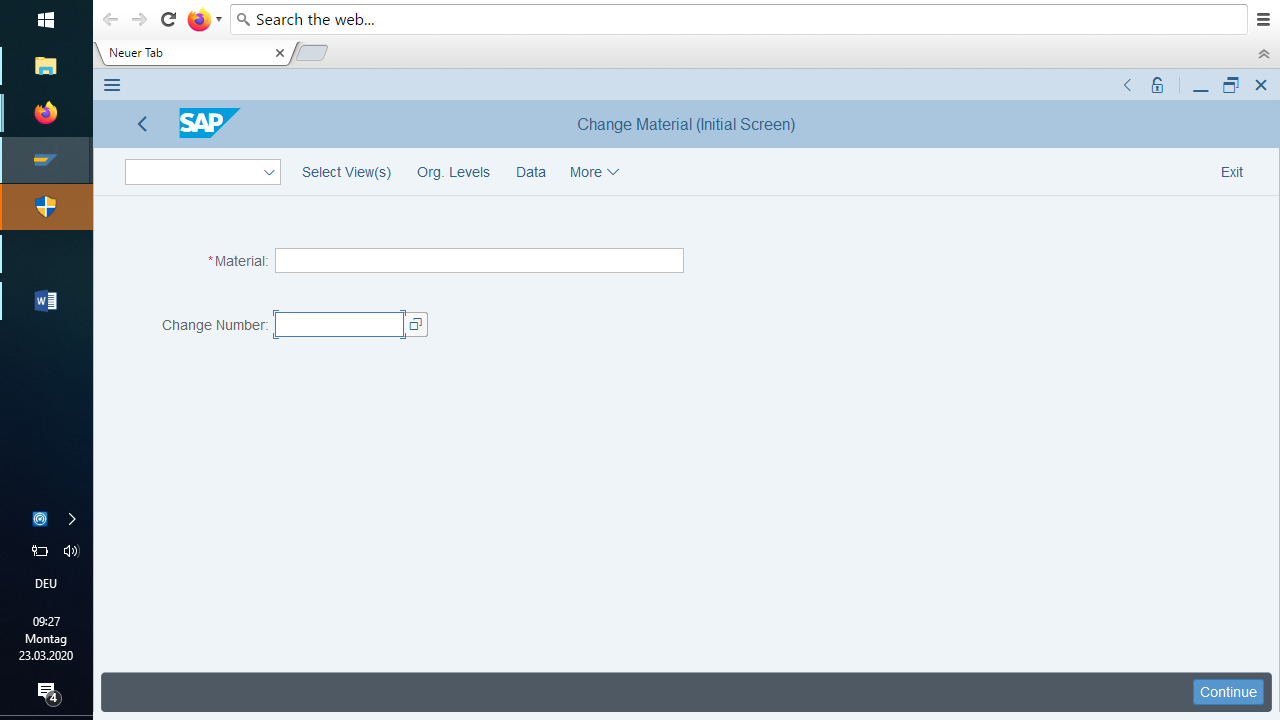 Search the web...
Neuer Tab
SAP
Change Material (Initial Screen)
Select View(s) Org. Levels Data More Exit
*Material:
Change Number:
Continue
DEU
09:27
Montag
23.03.2020
4